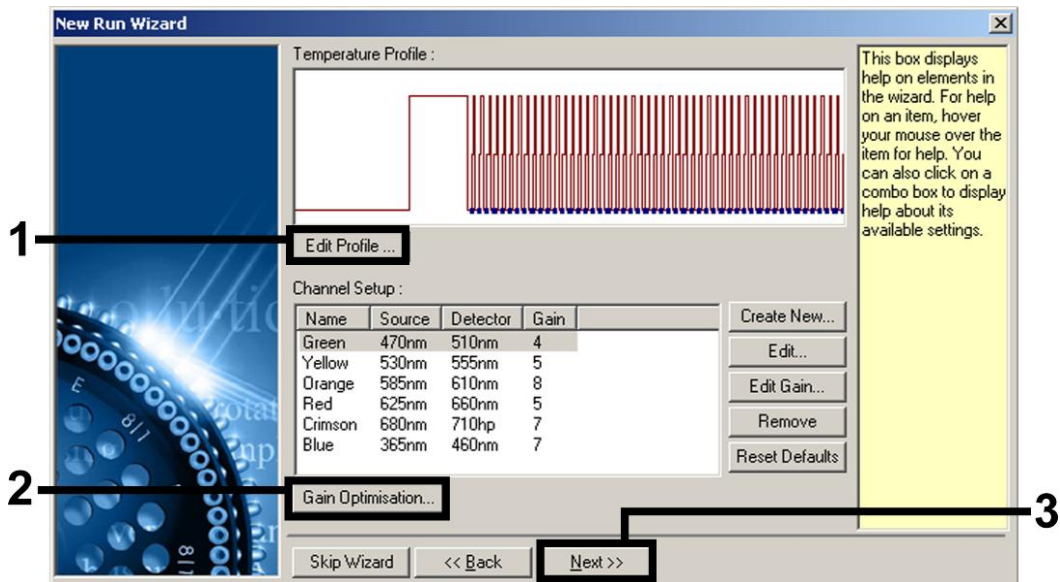 New Run Wizard
Temperature Profile :
This box displays
help on elements in
the wizard. For help
on an item, hover
your mouse over the
item for help. You
can also click on a
combo box to display
help about its
available settings.
1
Edit Profile ...
Channel Setup :
Name Source Detector Gain
Green 470nm 510nm 4
Yellow 530nm 555nm 5
Orange 585nm 610nm 8
Red 625nm 660nm 5
Crimson 680nm 710hp 7
Blue 365nm 460nm 7
Create New...
Edit...
Edit Gain...
Remove
Reset Defaults
2
Gain Optimisation...
3
Skip Wizard
<< Back
Next >>